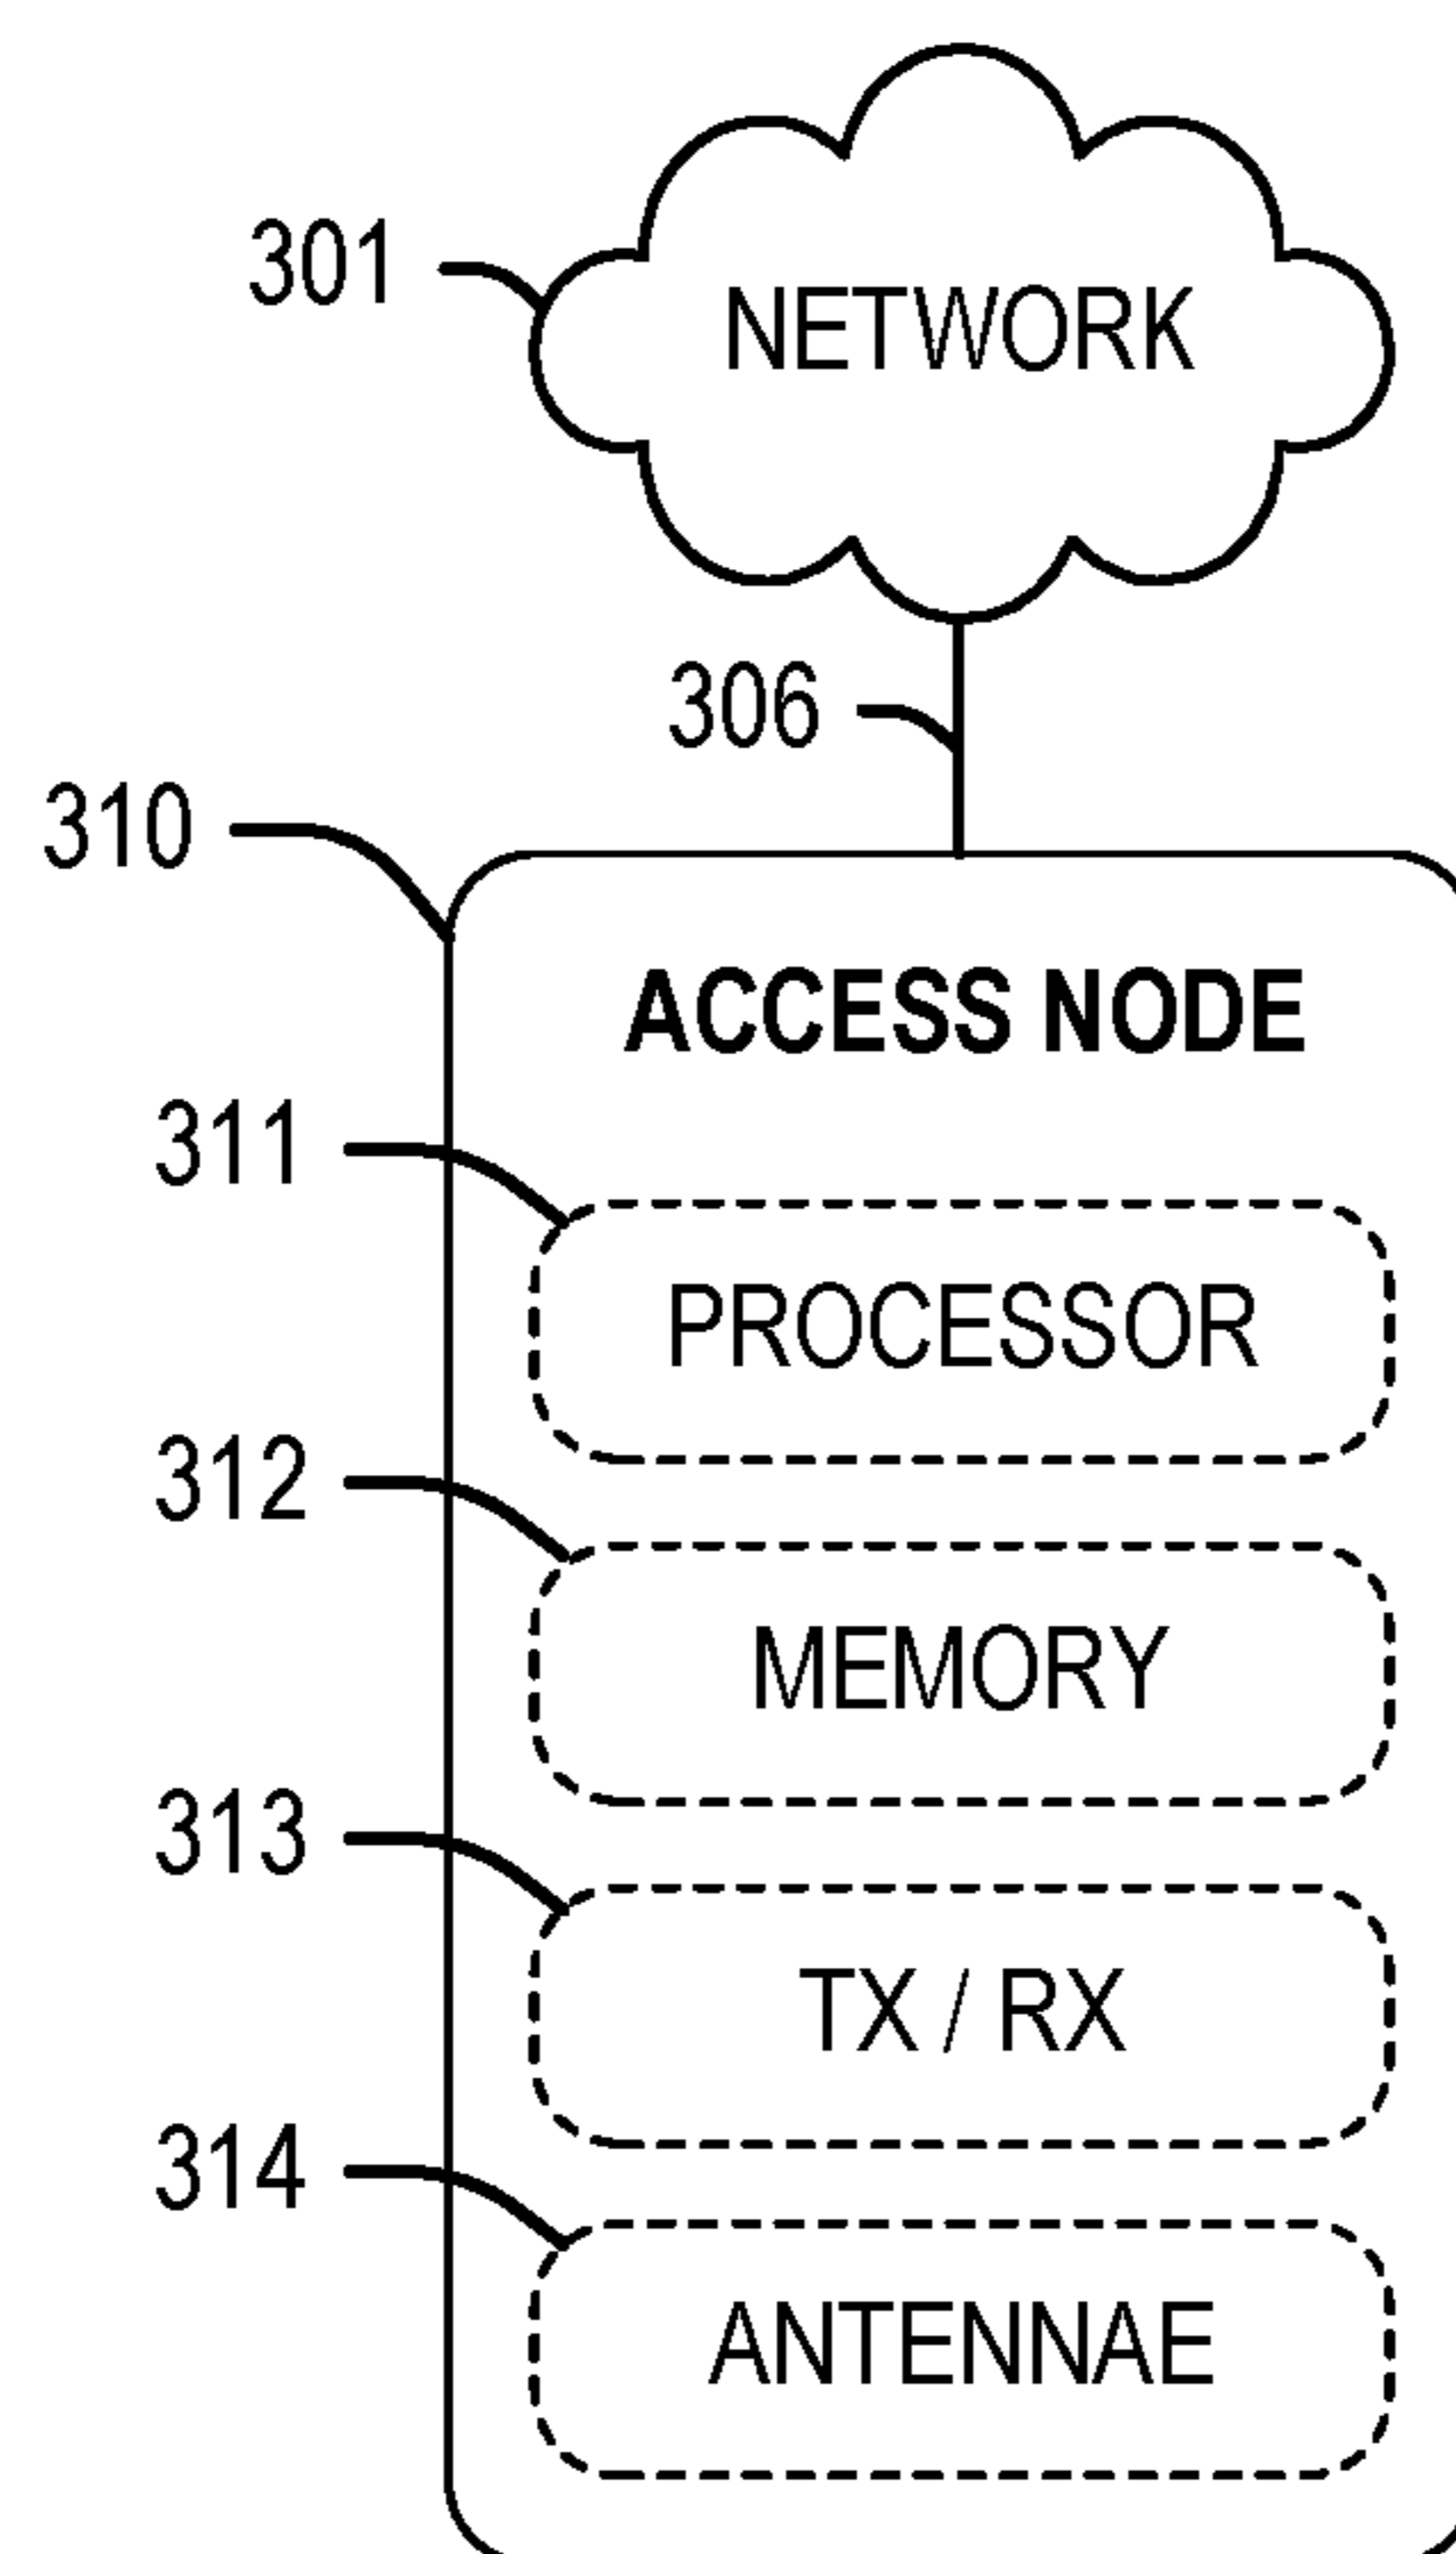 301
NETWORK
306
310
ACCESS NODE
311
PROCESSOR
312
MEMORY
313
TX / RX
314
ANTENNAE